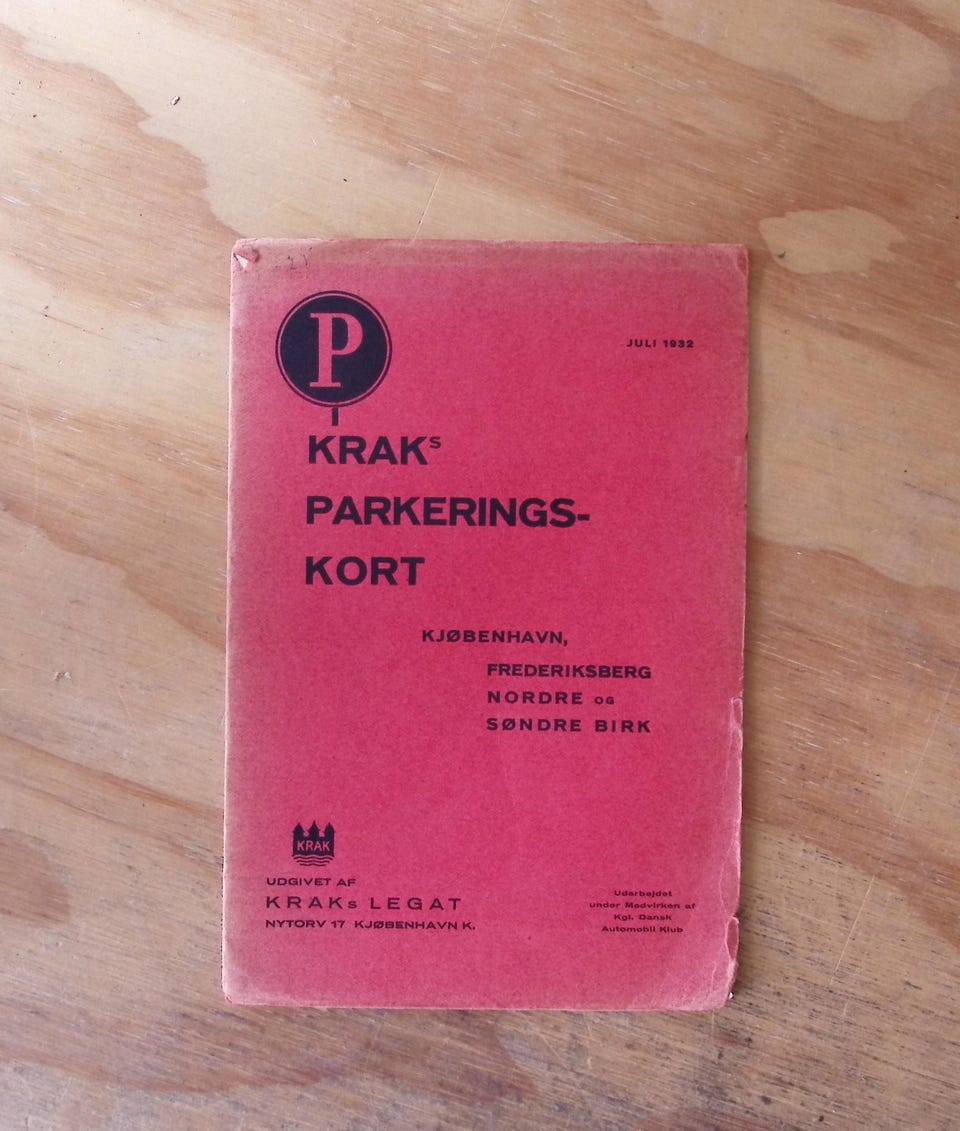 P
JULI 1932
KRAKS
PARKERINGS-
KORT
KJØBENHAVN,
FREDERIKSBERG
NORDRE OG
SØNDRE BIRK
KRAK
UDGIVET AF
KRAKs LEGAT
NYTORV 17 KJØBENHAVN K.
Udarbejdet
under Medvirken af
Kgl. Dansk
Automobil Klub